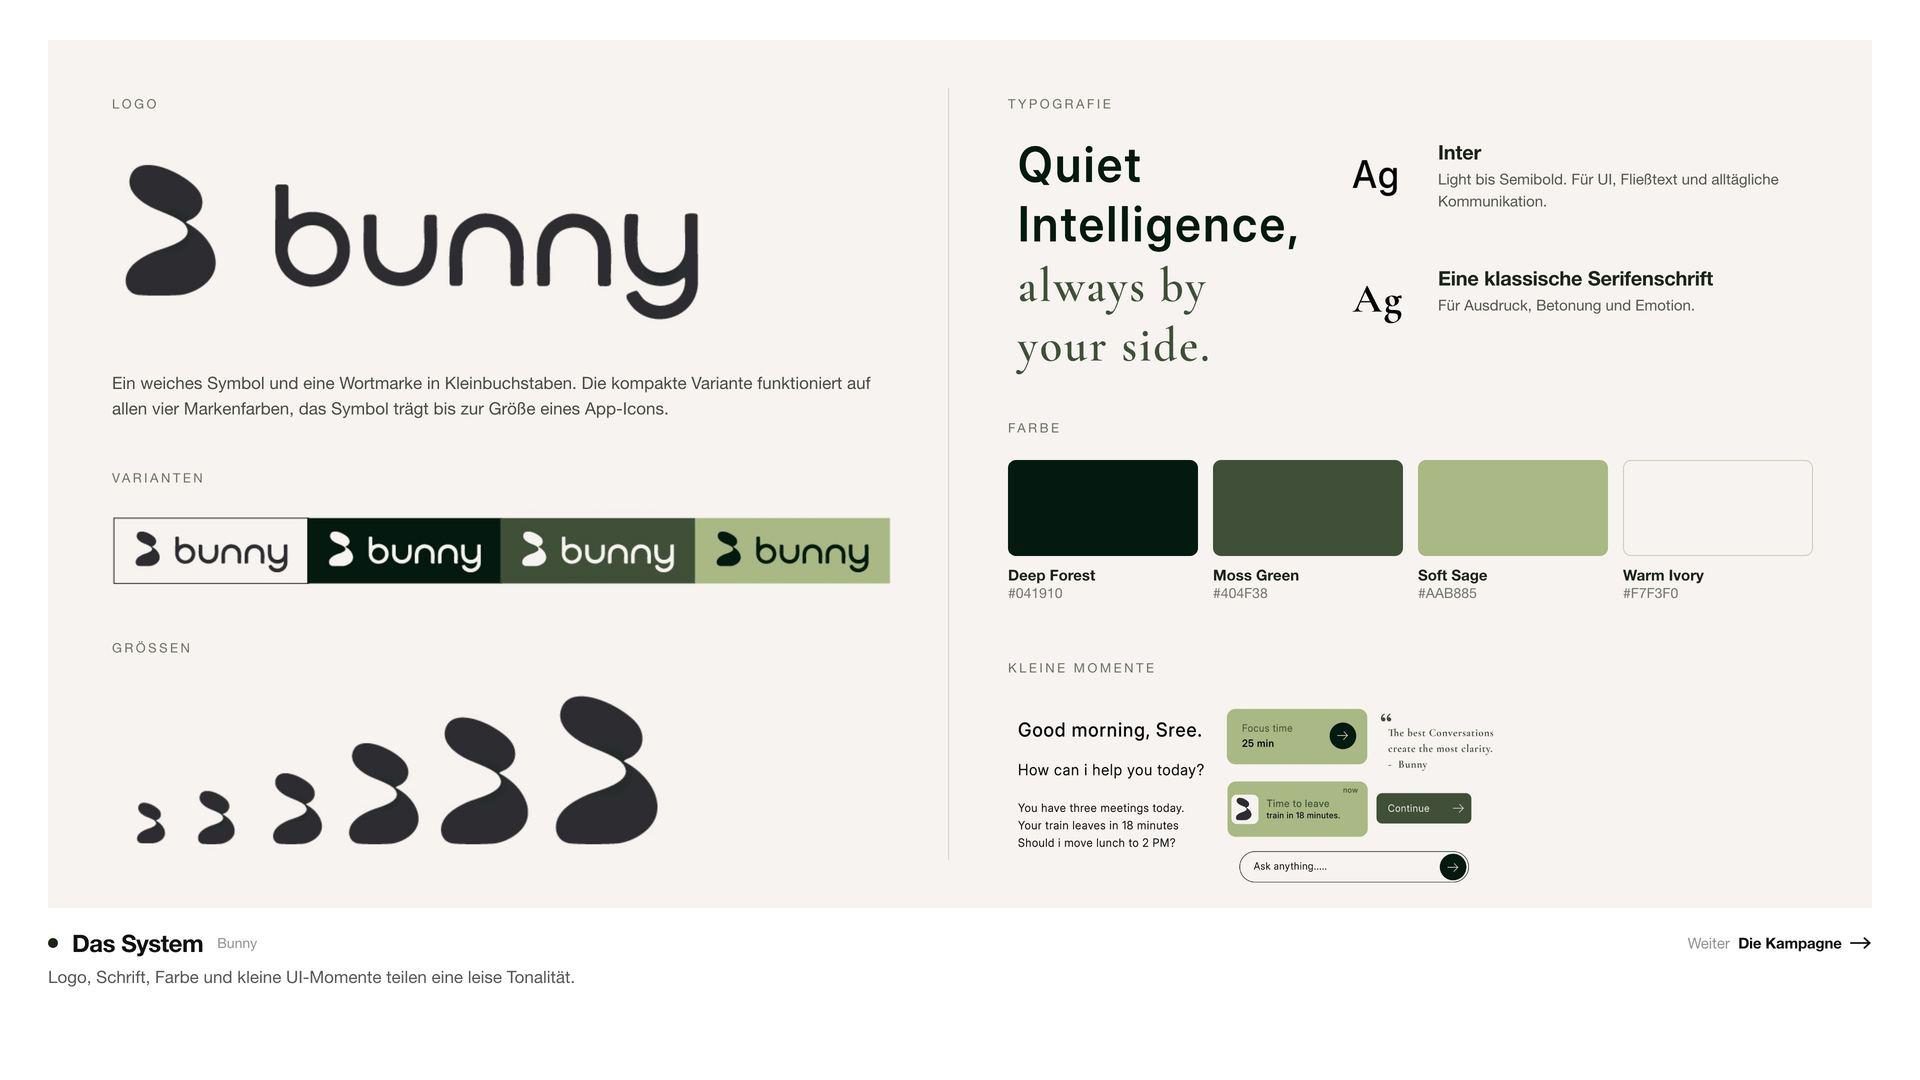 LOGO
bunny
Ein weiches Symbol und eine Wortmarke in Kleinbuchstaben. Die kompakte Variante funktioniert auf
allen vier Markenfarben, das Symbol trägt bis zur Größe eines App-Icons.
VARIANTEN
bunny bunny bunny bunny
GRÖSSEN
TYPOGRAFIE
Quiet
Intelligence,
always by
your side.
Ag
Inter
Light bis Semibold. Für UI, Fließtext und alltägliche
Kommunikation.
Ag
Eine klassische Serifenschrift
Für Ausdruck, Betonung und Emotion.
FARBE
Deep Forest
#041910
Moss Green
#404F38
Soft Sage
#AAB885
Warm Ivory
#F7F3F0
KLEINE MOMENTE
Good morning, Sree.
How can i help you today?
You have three meetings today.
Your train leaves in 18 minutes
Should i move lunch to 2 PM?
Focus time
25 min
“
The best Conversations
create the most clarity.
- Bunny
now
Time to leave
train in 18 minutes.
Continue
Ask anything.....
Das System Bunny
Logo, Schrift, Farbe und kleine UI-Momente teilen eine leise Tonalität.
Weiter Die Kampagne →